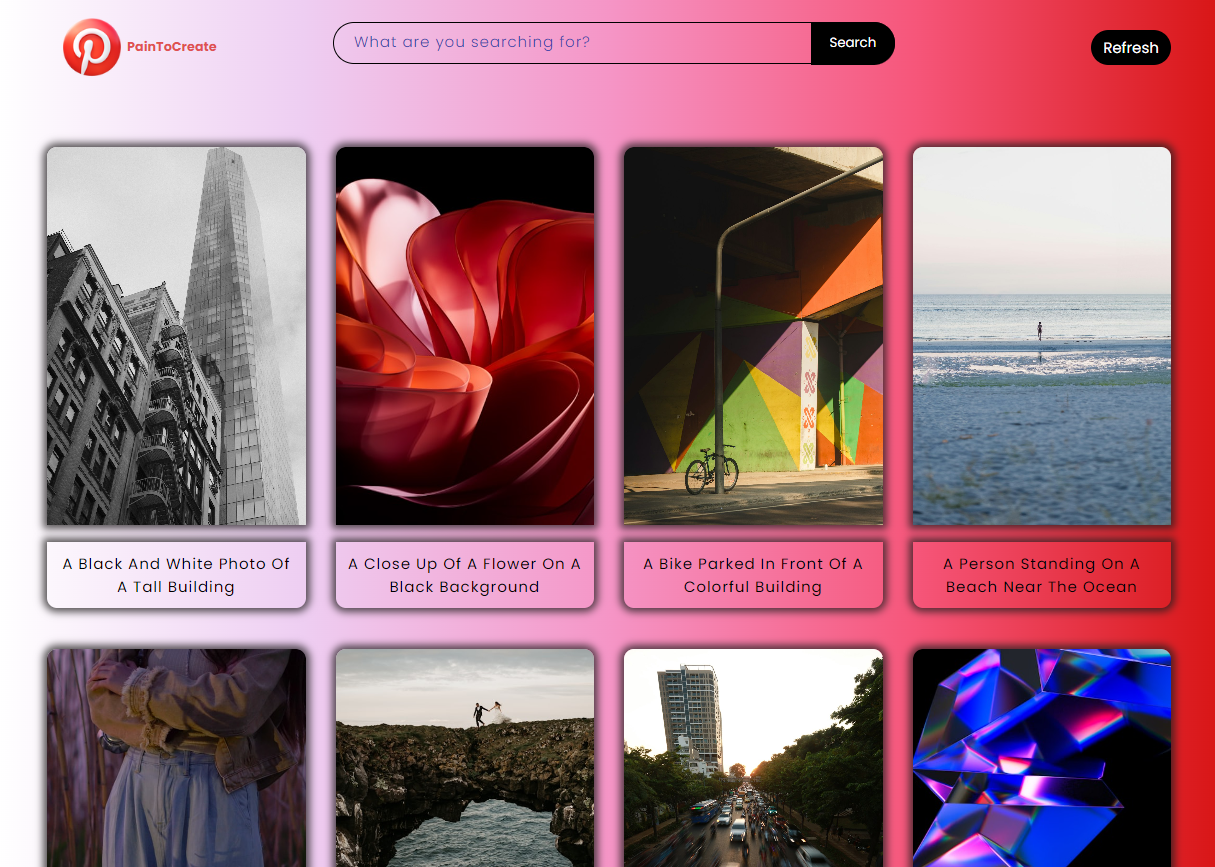 PainToCreate
What are you searching for?
Search
Refresh
A Black And White Photo Of
A Tall Building
A Close Up Of A Flower On A
Black Background
A Bike Parked In Front Of A
Colorful Building
A Person Standing On A
Beach Near The Ocean